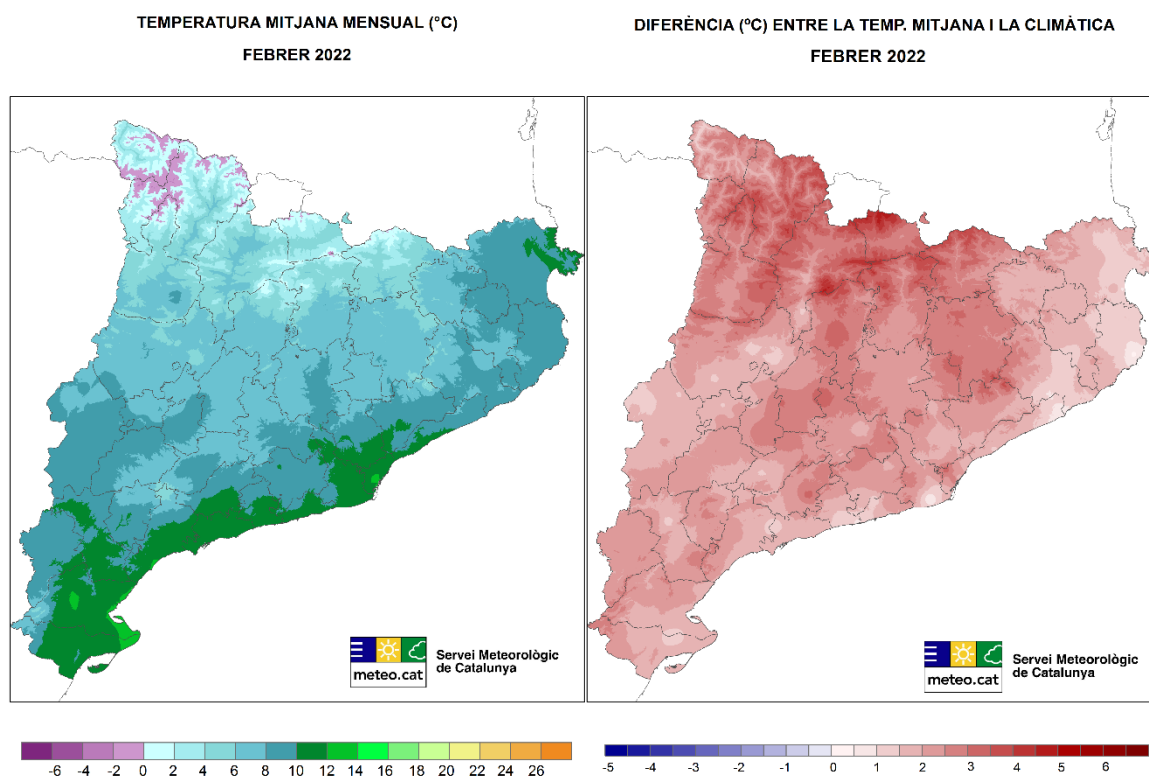 TEMPERATURA MITJANA MENSUAL (°C)
FEBRER 2022
DIFERÈNCIA (ºC) ENTRE LA TEMP. MITJANA I LA CLIMÀTICA
FEBRER 2022
meteo.cat
Servei Meteorològic
de Catalunya
meteo.cat
Servei Meteorològic
de Catalunya
-6 -4 -2 0 2 4 6 8 10 12 14 16 18 20 22 24 26
-5 -4 -3 -2 -1 0 1 2 3 4 5 6